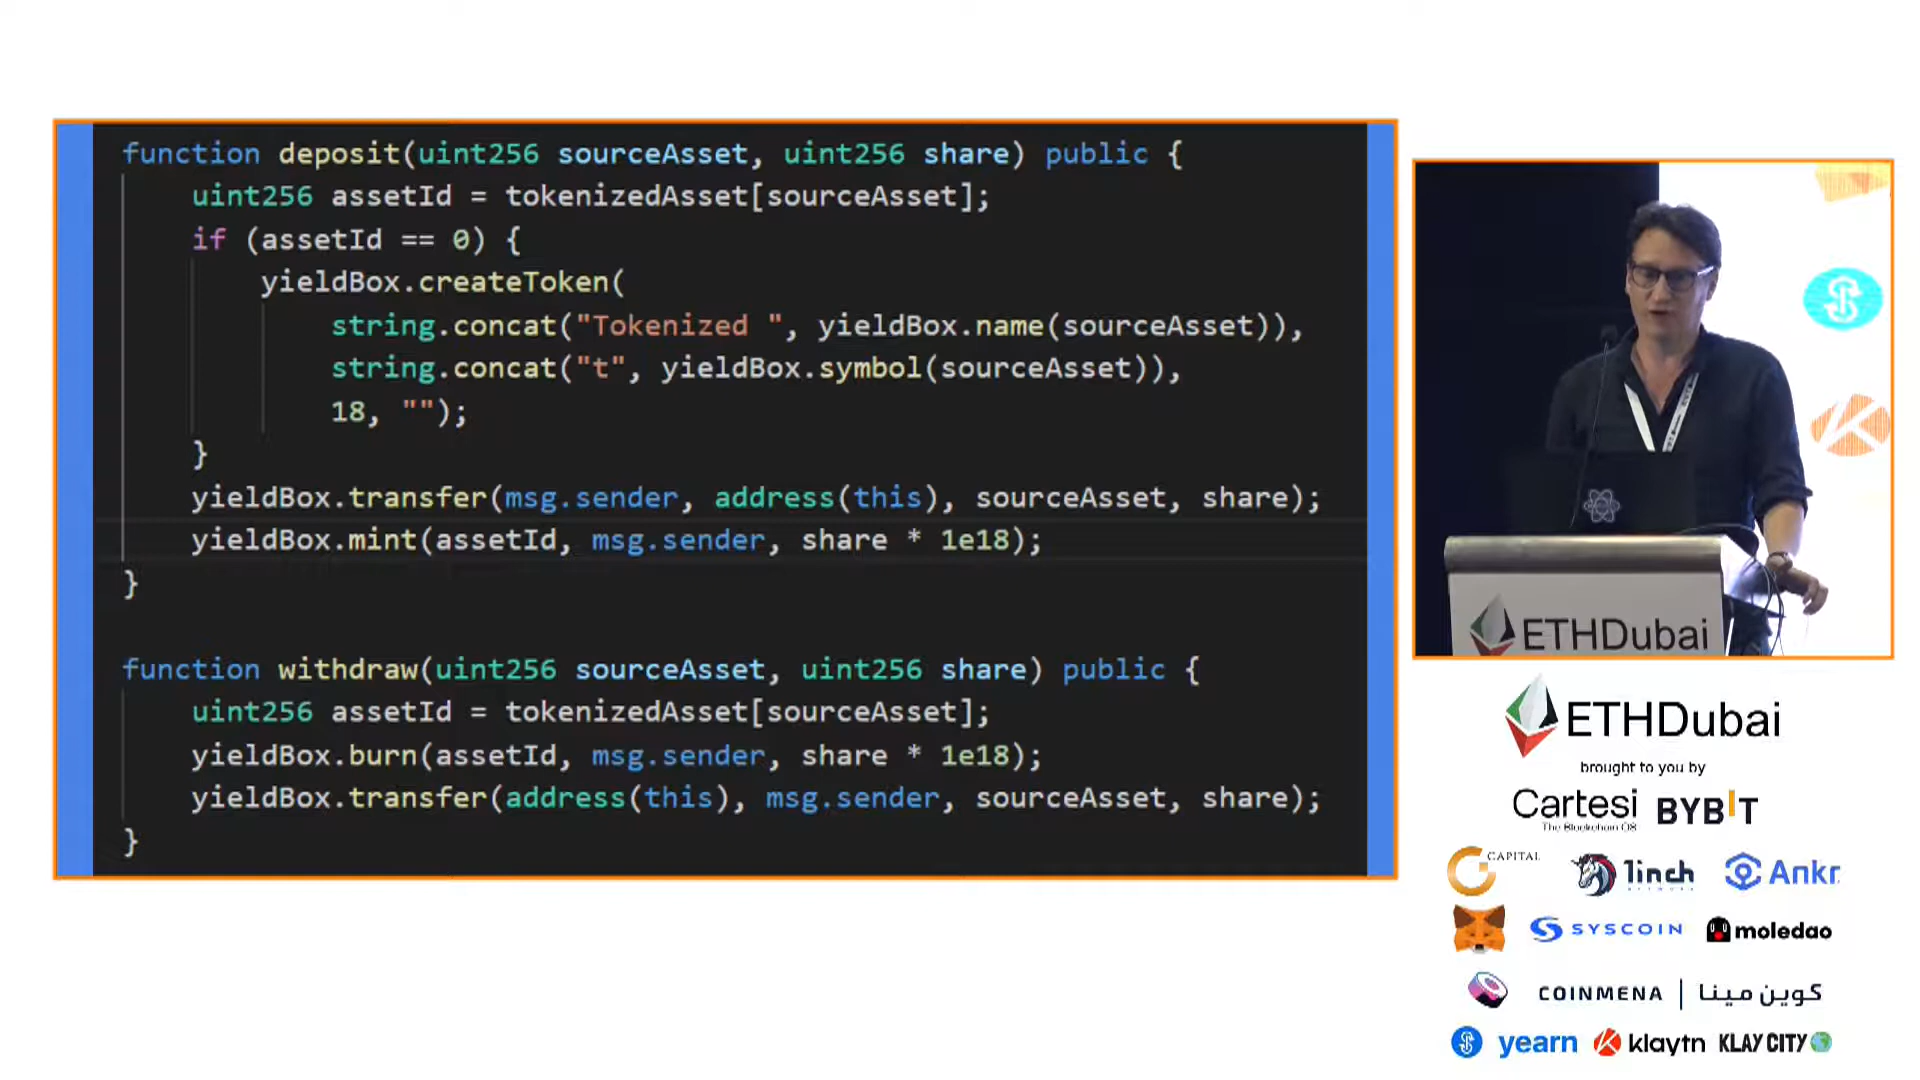 function deposit(uint256 sourceAsset, uint256 share) public {
uint256 assetId = tokenizedAsset[sourceAsset];
if (assetId == 0) {
yieldBox.createToken(
string.concat("Tokenized ", yieldBox.name(sourceAsset)),
string.concat("t", yieldBox.symbol(sourceAsset)),
18, "");
}
yieldBox.transfer(msg.sender, address(this), sourceAsset, share);
yieldBox.mint(assetId, msg.sender, share * 1e18);
}
function withdraw(uint256 sourceAsset, uint256 share) public {
uint256 assetId = tokenizedAsset[sourceAsset];
yieldBox.burn(assetId, msg.sender, share * 1e18);
yieldBox.transfer(address(this), msg.sender, sourceAsset, share);
}
ETHDubai
ETHDubai
brought to you by
Cartesi BYBIT
The Blockchain OS
CAPITAL 1inch Ankr
NETWORK
SYSCOIN moledao
COINMENA | كوين مينا
yearn klaytn KLAY CITY